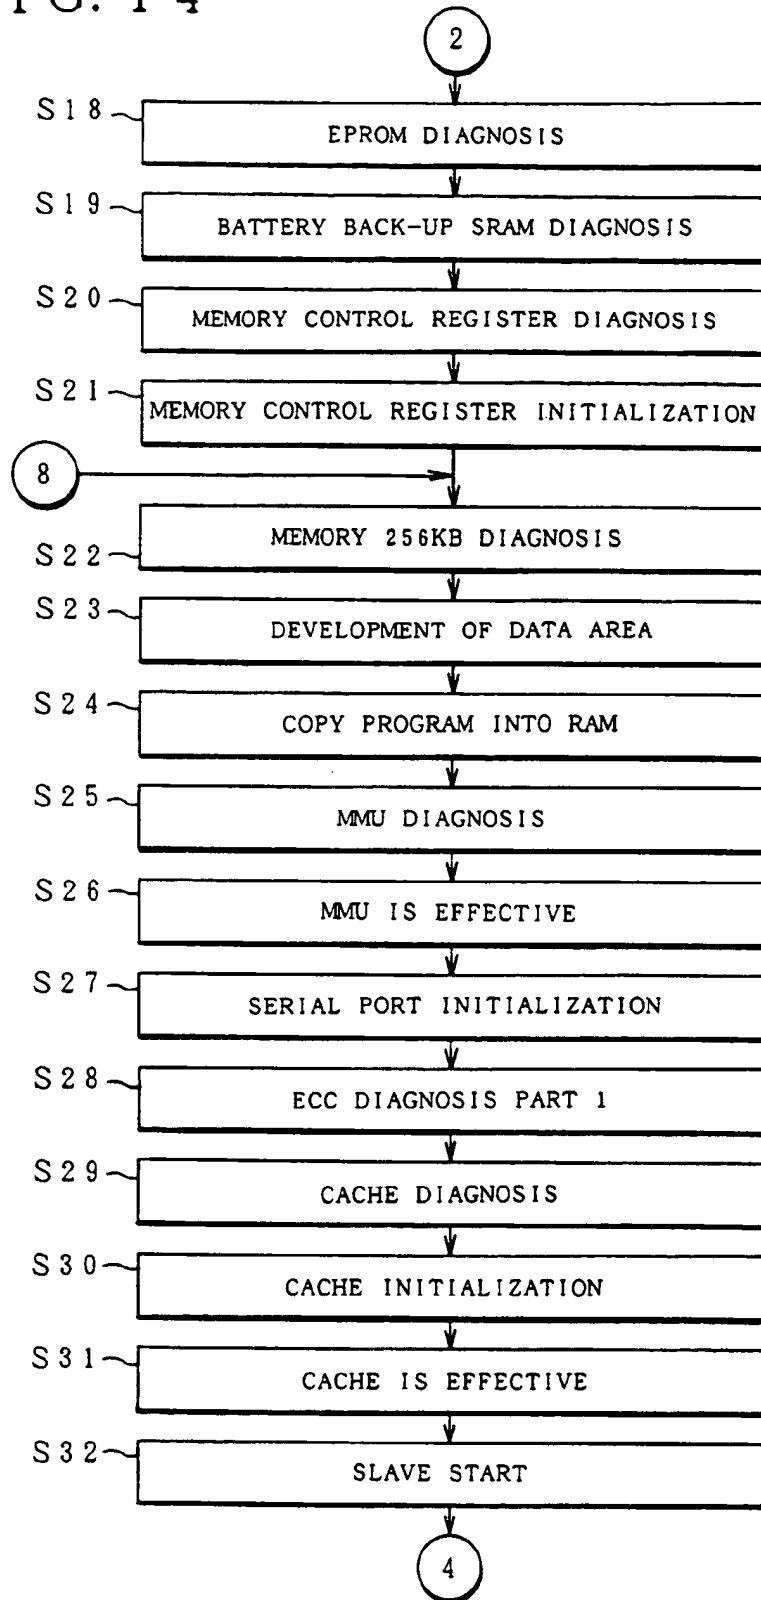 FG. 14
2
S18
EPROM DIAGNOSIS
S19
BATTERY BACK-UP SRAM DIAGNOSIS
S20
MEMORY CONTROL REGISTER DIAGNOSIS
S21
MEMORY CONTROL REGISTER INITIALIZATION
8
MEMORY 256KB DIAGNOSIS
S22
S23
DEVELOPMENT OF DATA AREA
S24
COPY PROGRAM INTO RAM
S25
MMU DIAGNOSIS
S26
MMU IS EFFECTIVE
S27
SERIAL PORT INITIALIZATION
S28
ECC DIAGNOSIS PART 1
S29
CACHE DIAGNOSIS
S30
CACHE INITIALIZATION
S31
CACHE IS EFFECTIVE
S32
SLAVE START
4